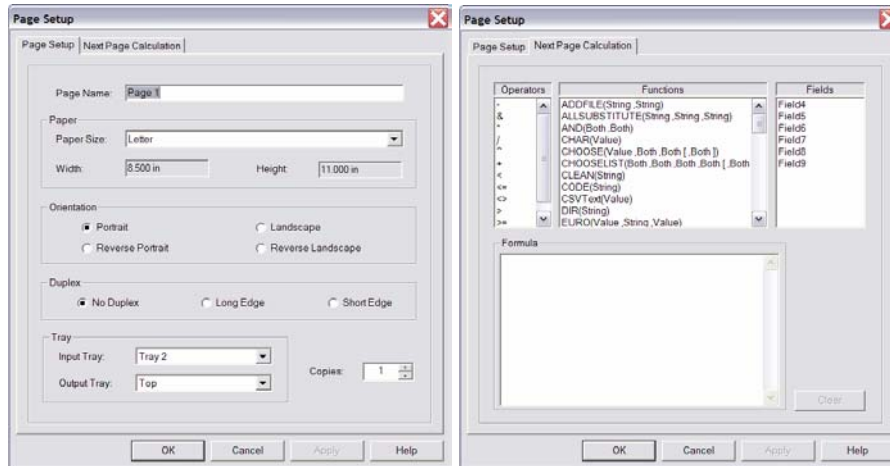 Page Setup
Page Setup Next Page Calculation
Page Name: Page 1
Paper
Paper Size: Letter
Width: 8.500 in Height: 11.000 in
Orientation
Portrait Landscape
Reverse Portrait Reverse Landscape
Duplex
No Duplex Long Edge Short Edge
Tray
Input Tray: Tray 2
Output Tray: Top
Copies: 1
OK Cancel Apply Help
Page Setup
Page Setup Next Page Calculation
Operators Functions Fields
-
&
*
/
^
+
<
<=
<>
>
>=
ADDFILE(String ,String)
ALLSUBSTITUTE(String ,String ,String)
AND(Both ,Both)
CHAR(Value)
CHOOSE(Value ,Both ,Both [ ,Both ])
CHOOSELIST(Both ,Both ,Both ,Both [ ,Both
CLEAN(String)
CODE(String)
CSVText(Value)
DIR(String)
EURO(Value ,String ,Value)
Field4
Field5
Field6
Field7
Field8
Field9
Formula
Clear
OK Cancel Apply Help